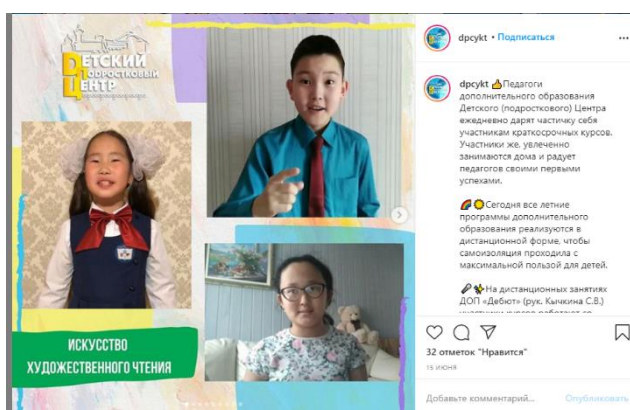 ДЕТСКИЙ
ПОДРОСТКОВЫЙ
ЦЕНТР
ИСКУССТВО
ХУДОЖЕСТВЕННОГО ЧТЕНИЯ
dpcykt • Подписаться
dpcykt 👍Педагоги
дополнительного образования
Детского (подросткового) Центра
ежедневно дарят частичку себя
участникам краткосрочных курсов.
Участники же, увлеченно
занимаются дома и радует
педагогов своими первыми
успехами.
🌈🌞Сегодня все летние
программы дополнительного
образования реализуются в
дистанционной форме, чтобы
самоизоляция проходила с
максимальной пользой для детей.
На дистанционных занятиях
ДОП «Дебют» (рук. Кычкина С.В.)
32 отметок "Нравится"
15 ИЮНЯ
Добавьте комментарий... Опубликовать